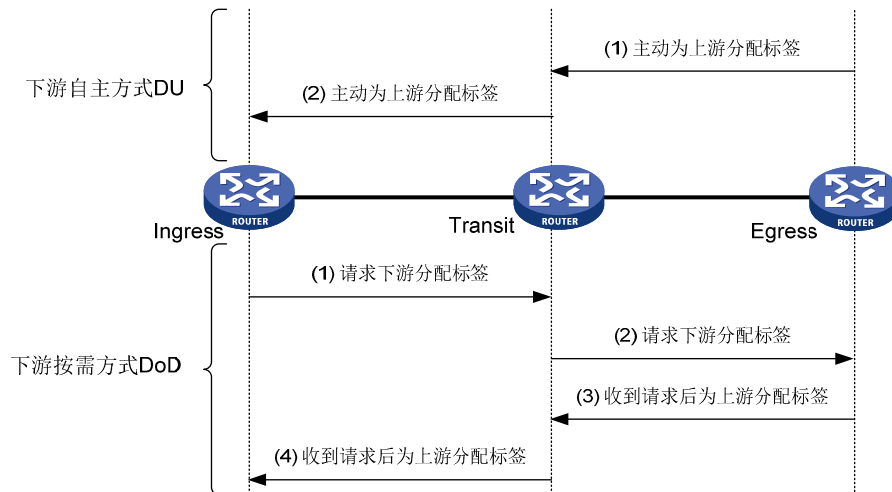 (1) 主动为上游分配标签
下游自主方式DU
(2) 主动为上游分配标签
ROUTER
ROUTER
ROUTER
Ingress
Transit
Egress
(1) 请求下游分配标签
(2) 请求下游分配标签
下游按需方式DoD
(3) 收到请求后为上游分配标签
(4) 收到请求后为上游分配标签